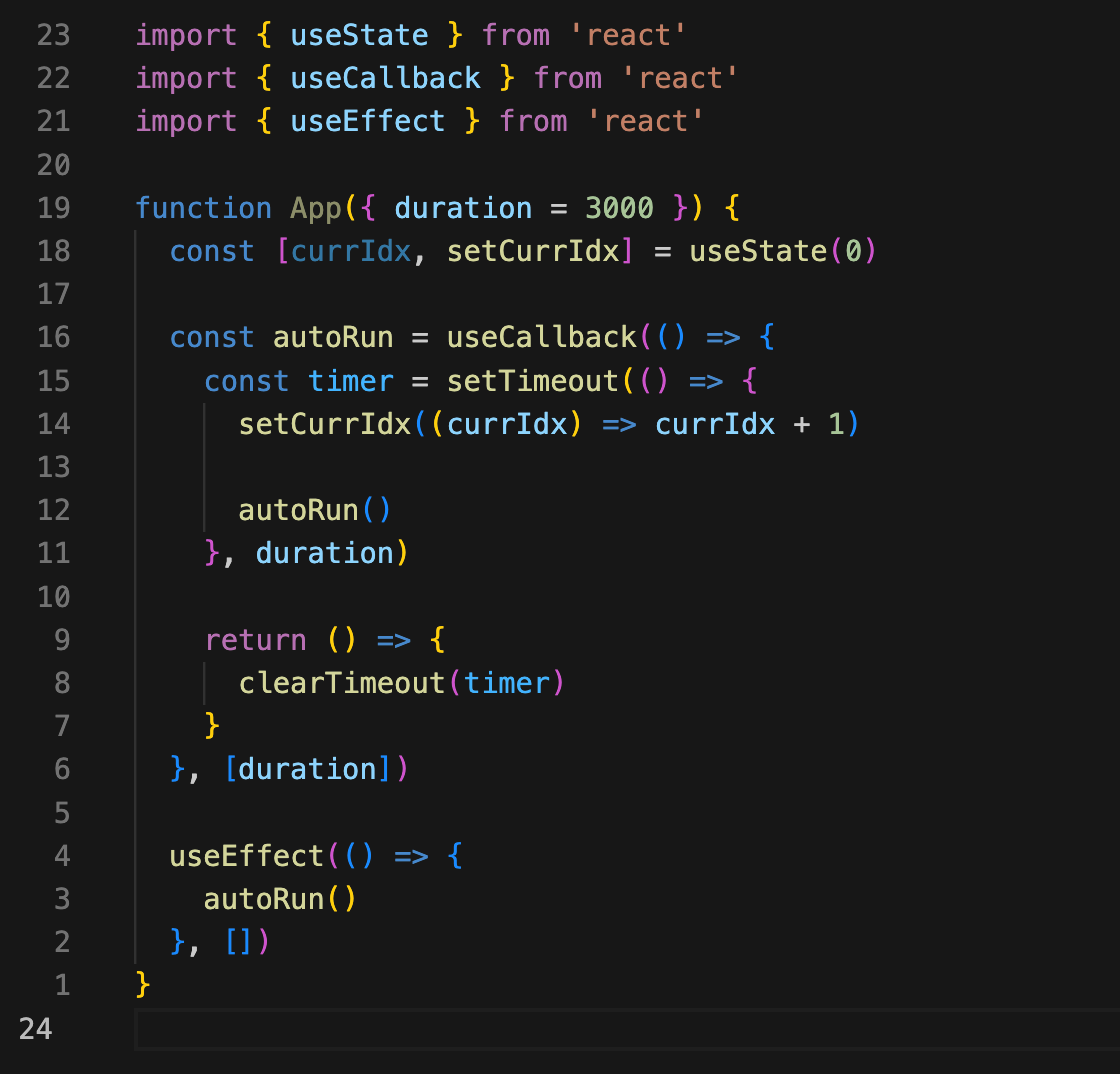 23 import { useState } from 'react'
22 import { useCallback } from 'react'
21 import { useEffect } from 'react'
20
19 function App({ duration = 3000 }) {
18   const [currIdx, setCurrIdx] = useState(0)
17
16   const autoRun = useCallback(() => {
15     const timer = setTimeout(() => {
14       setCurrIdx((currIdx) => currIdx + 1)
13
12       autoRun()
11     }, duration)
10
9     return () => {
8       clearTimeout(timer)
7     }
6   }, [duration])
5
4   useEffect(() => {
3     autoRun()
2   }, [])
1 }
24